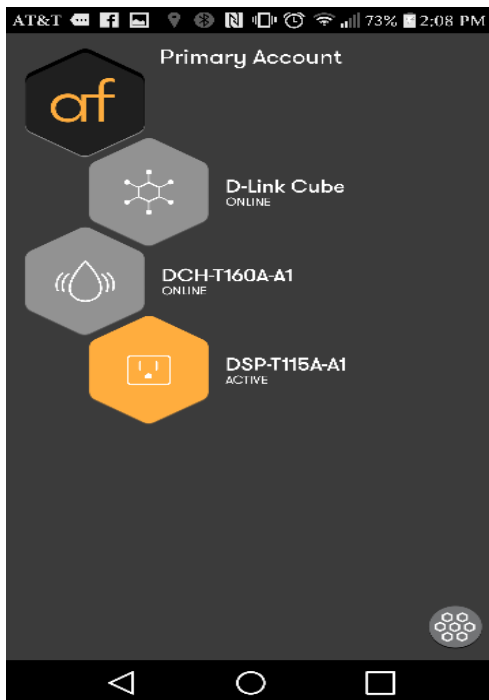 AT&T 73% 2:08 PM
Primary Account
af
D-Link Cube
ONLINE
DCH-T160A-A1
ONLINE
DSP-T115A-A1
ACTIVE